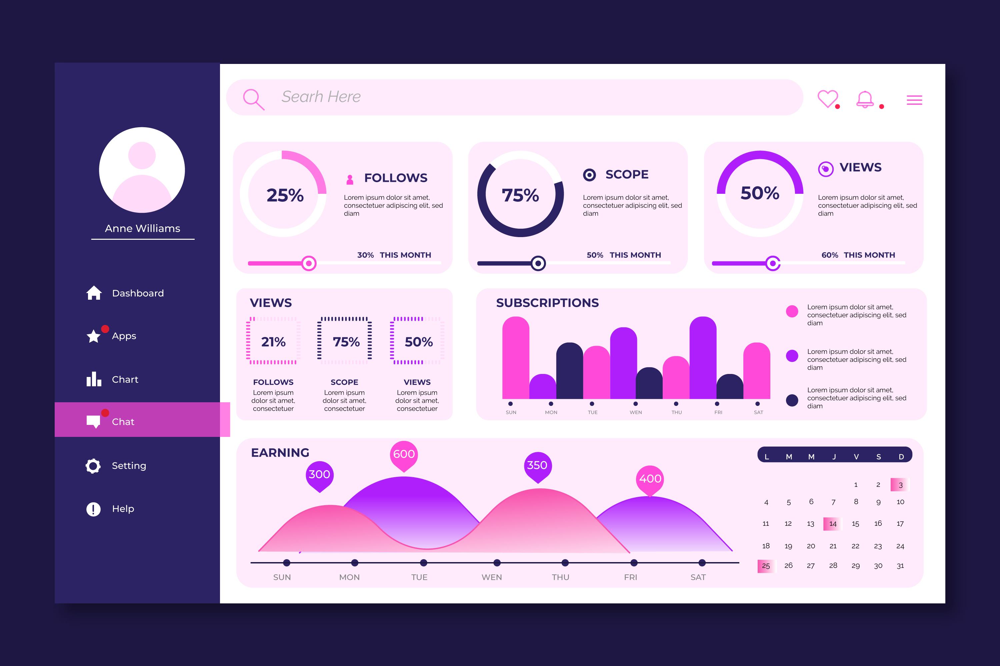 Searh Here
Anne Williams
Dashboard
Apps
Chart
Chat
Setting
Help
25%
FOLLOWS
Lorem ipsum dolor sit amet,
consectetuer adipiscing elit, sed
diam
30% THIS MONTH
75%
SCOPE
Lorem ipsum dolor sit amet,
consectetuer adipiscing elit, sed
diam
50% THIS MONTH
50%
VIEWS
Lorem ipsum dolor sit amet,
consectetuer adipiscing elit, sed
diam
60% THIS MONTH
VIEWS
21%
FOLLOWS
Lorem ipsum
dolor sit amet,
consectetuer
75%
SCOPE
Lorem ipsum
dolor sit amet,
consectetuer
50%
VIEWS
Lorem ipsum
dolor sit amet,
consectetuer
SUBSCRIPTIONS
SUN MON TUE WEN THU FRI SAT
Lorem ipsum dolor sit amet,
consectetuer adipiscing elit, sed
diam
Lorem ipsum dolor sit amet,
consectetuer adipiscing elit, sed
diam
Lorem ipsum dolor sit amet,
consectetuer adipiscing elit, sed
diam
EARNING
300
600
350
400
SUN MON TUE WEN THU FRI SAT
L M M J V S D
1 2 3
4 5 6 7 8 9 10
11 12 13 14 15 16 17
18 19 20 21 22 23 24
25 26 27 28 29 30 31